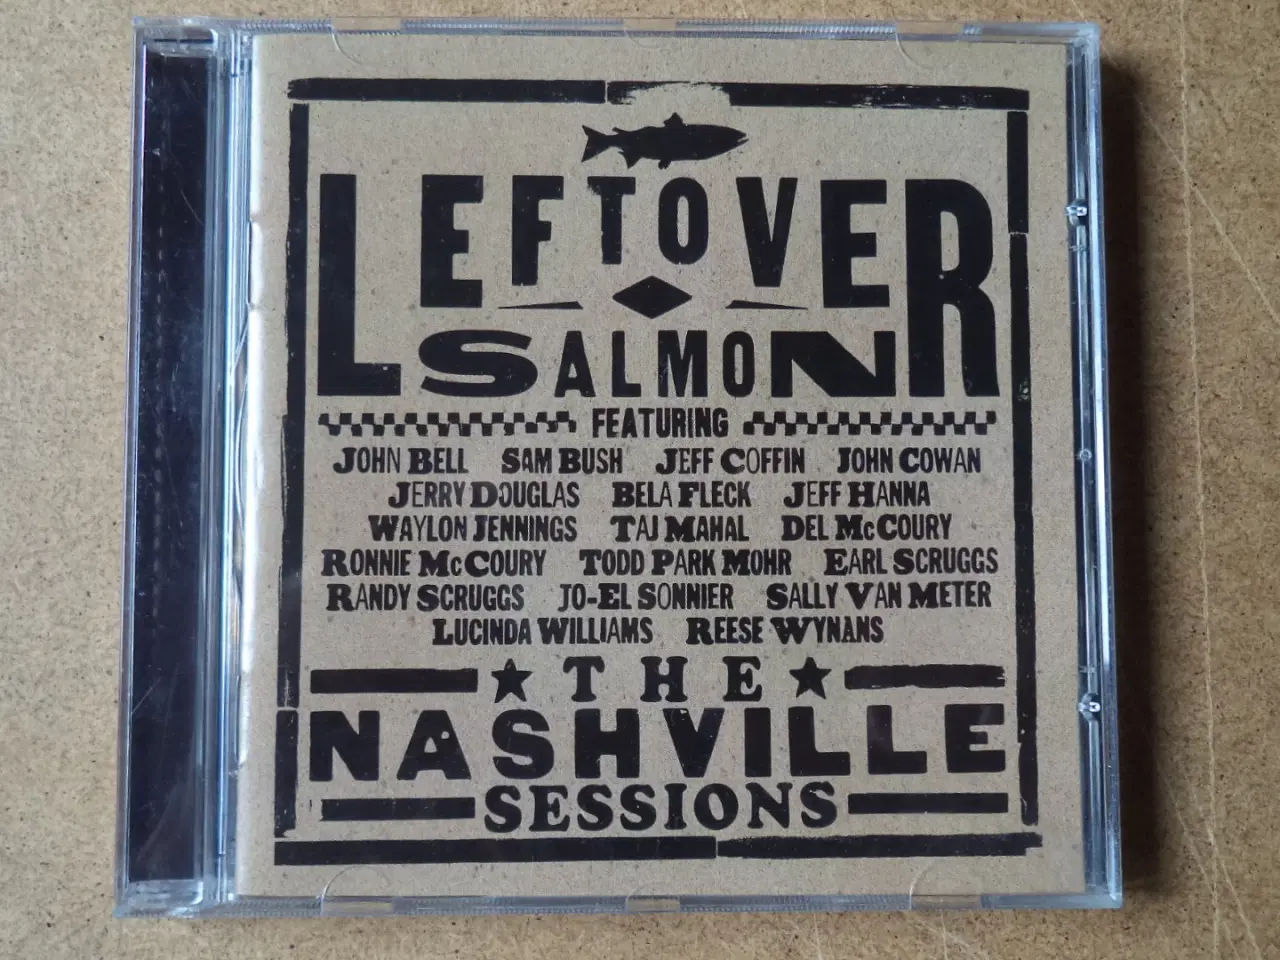 LEFTOVER
SALMON
FEATURING
JOHN BELL SAM BUSH JEFF COFFIN JOHN COWAN
JERRY DOUGLAS BELA FLECK JEFF HANNA
WAYLON JENNINGS TAJ MAHAL DEL McCOURY
RONNIE McCOURY TODD PARK MOHR EARL SCRUGGS
RANDY SCRUGGS JO-EL SONNIER SALLY VAN METER
LUCINDA WILLIAMS REESE WYNANS
THE
NASHVILLE
SESSIONS